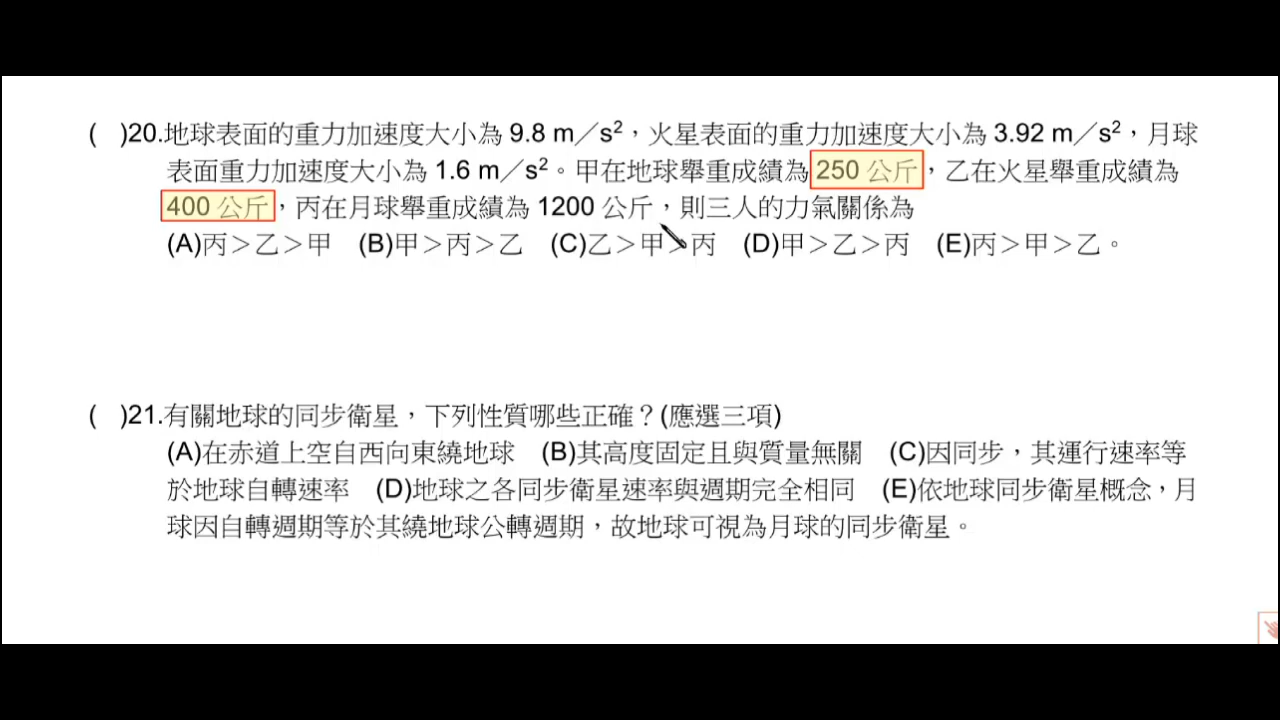 (  )20.地球表面的重力加速度大小為 9.8 m／s²，火星表面的重力加速度大小為 3.92 m／s²，月球
表面重力加速度大小為 1.6 m／s²。甲在地球舉重成績為 250 公斤，乙在火星舉重成績為
400 公斤，丙在月球舉重成績為 1200 公斤，則三人的力氣關係為
(A)丙＞乙＞甲 (B)甲＞丙＞乙 (C)乙＞甲＞丙 (D)甲＞乙＞丙 (E)丙＞甲＞乙。
(  )21.有關地球的同步衛星，下列性質哪些正確？(應選三項)
(A)在赤道上空自西向東繞地球 (B)其高度固定且與質量無關 (C)因同步，其運行速率等
於地球自轉速率 (D)地球之各同步衛星速率與週期完全相同 (E)依地球同步衛星概念，月
球因自轉週期等於其繞地球公轉週期，故地球可視為月球的同步衛星。